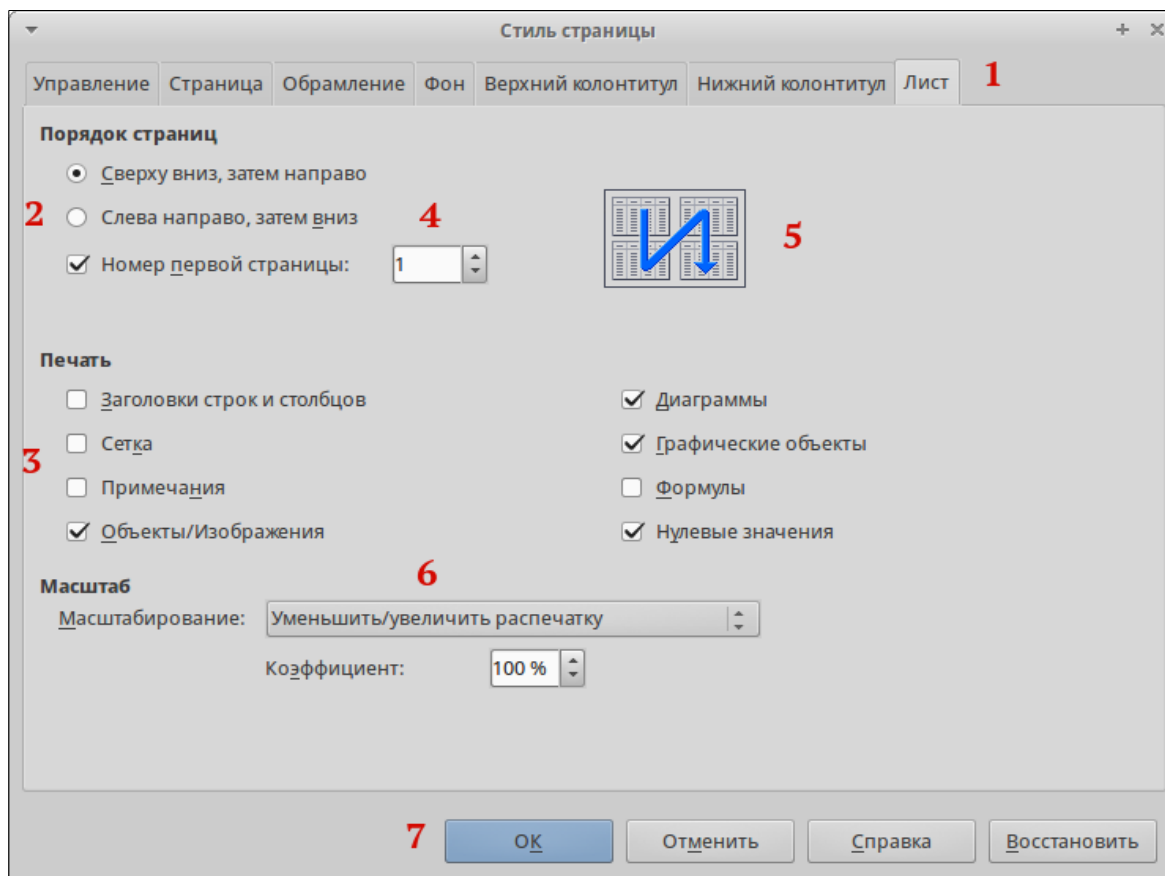 Стиль страницы
Управление Страница Обрамление Фон Верхний колонтитул Нижний колонтитул Лист 1
Порядок страниц
Сверху вниз, затем направо
2 Слева направо, затем вниз 4
5
Номер первой страницы: 1
Печать
Заголовки строк и столбцов Диаграммы
Сетка Графические объекты
3
Примечания Формулы
Объекты/Изображения Нулевые значения
6
Масштаб
Масштабирование: Уменьшить/увеличить распечатку
Коэффициент: 100 %
7 ОК Отменить Справка Восстановить